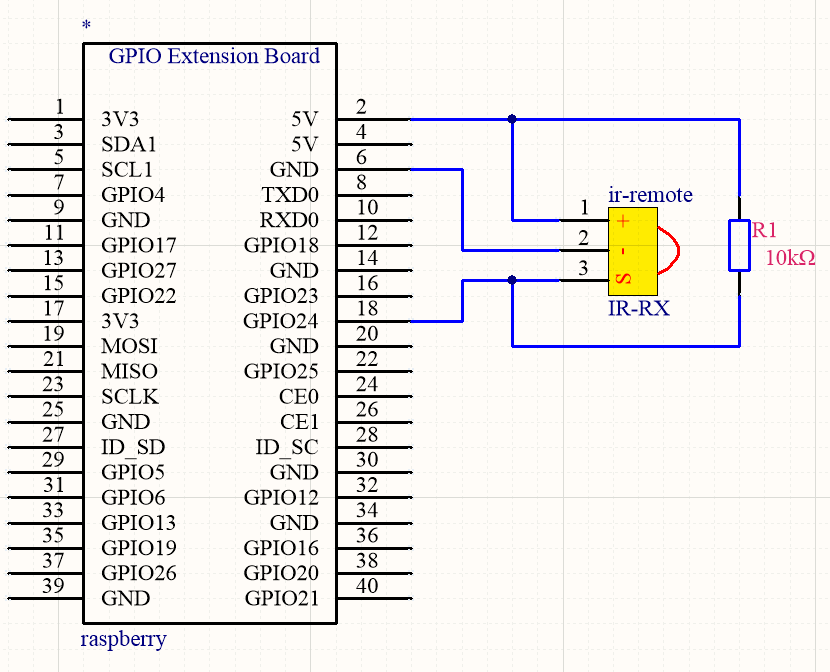 *
GPIO Extension Board
1 3V3 5V 2
3 SDA1 5V 4
5 SCL1 GND 6
7 GPIO4 TXD0 8
9 GND RXD0 10
11 GPIO17 GPIO18 12
13 GPIO27 GND 14
15 GPIO22 GPIO23 16
17 3V3 GPIO24 18
19 MOSI GND 20
21 MISO GPIO25 22
23 SCLK CE0 24
25 GND CE1 26
27 ID_SD ID_SC 28
29 GPIO5 GND 30
31 GPIO6 GPIO12 32
33 GPIO13 GND 34
35 GPIO19 GPIO16 36
37 GPIO26 GPIO20 38
39 GND GPIO21 40
raspberry
ir-remote
1 +
2 -
3 S
IR-RX
R1
10kΩ